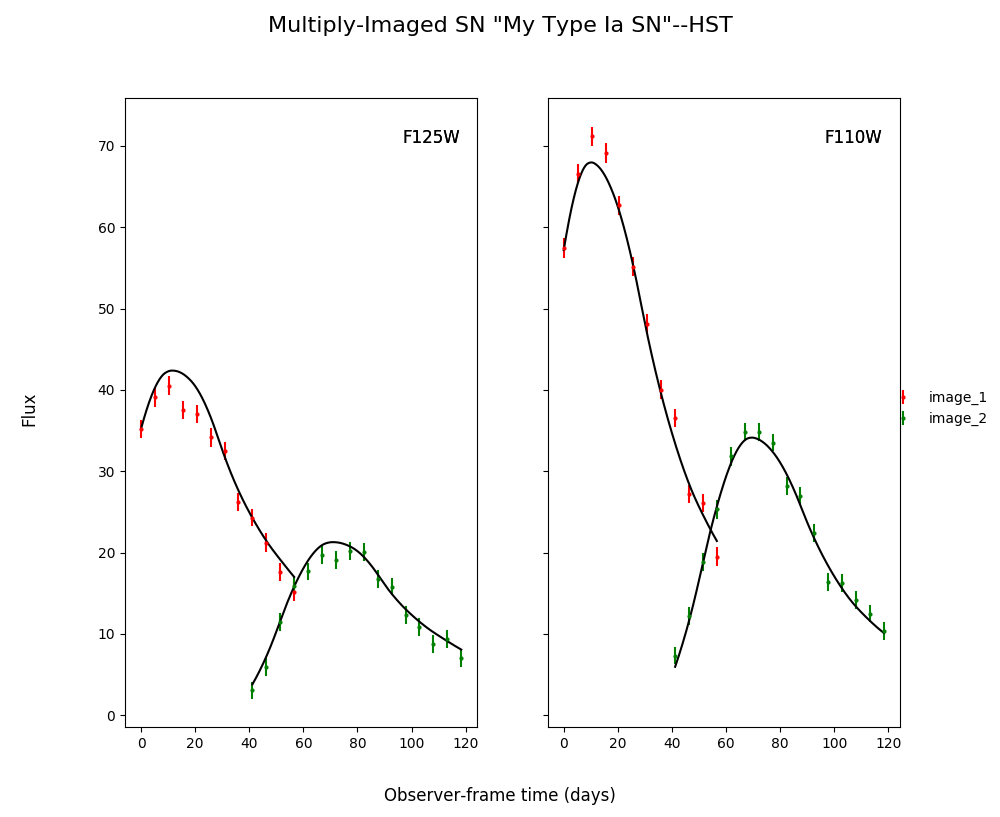 Multiply-Imaged SN "My Type Ia SN"--HST
F125W
F110W
70
60
50
40
30
20
10
0
Flux
0 20 40 60 80 100 120
0 20 40 60 80 100 120
image_1
image_2
Observer-frame time (days)